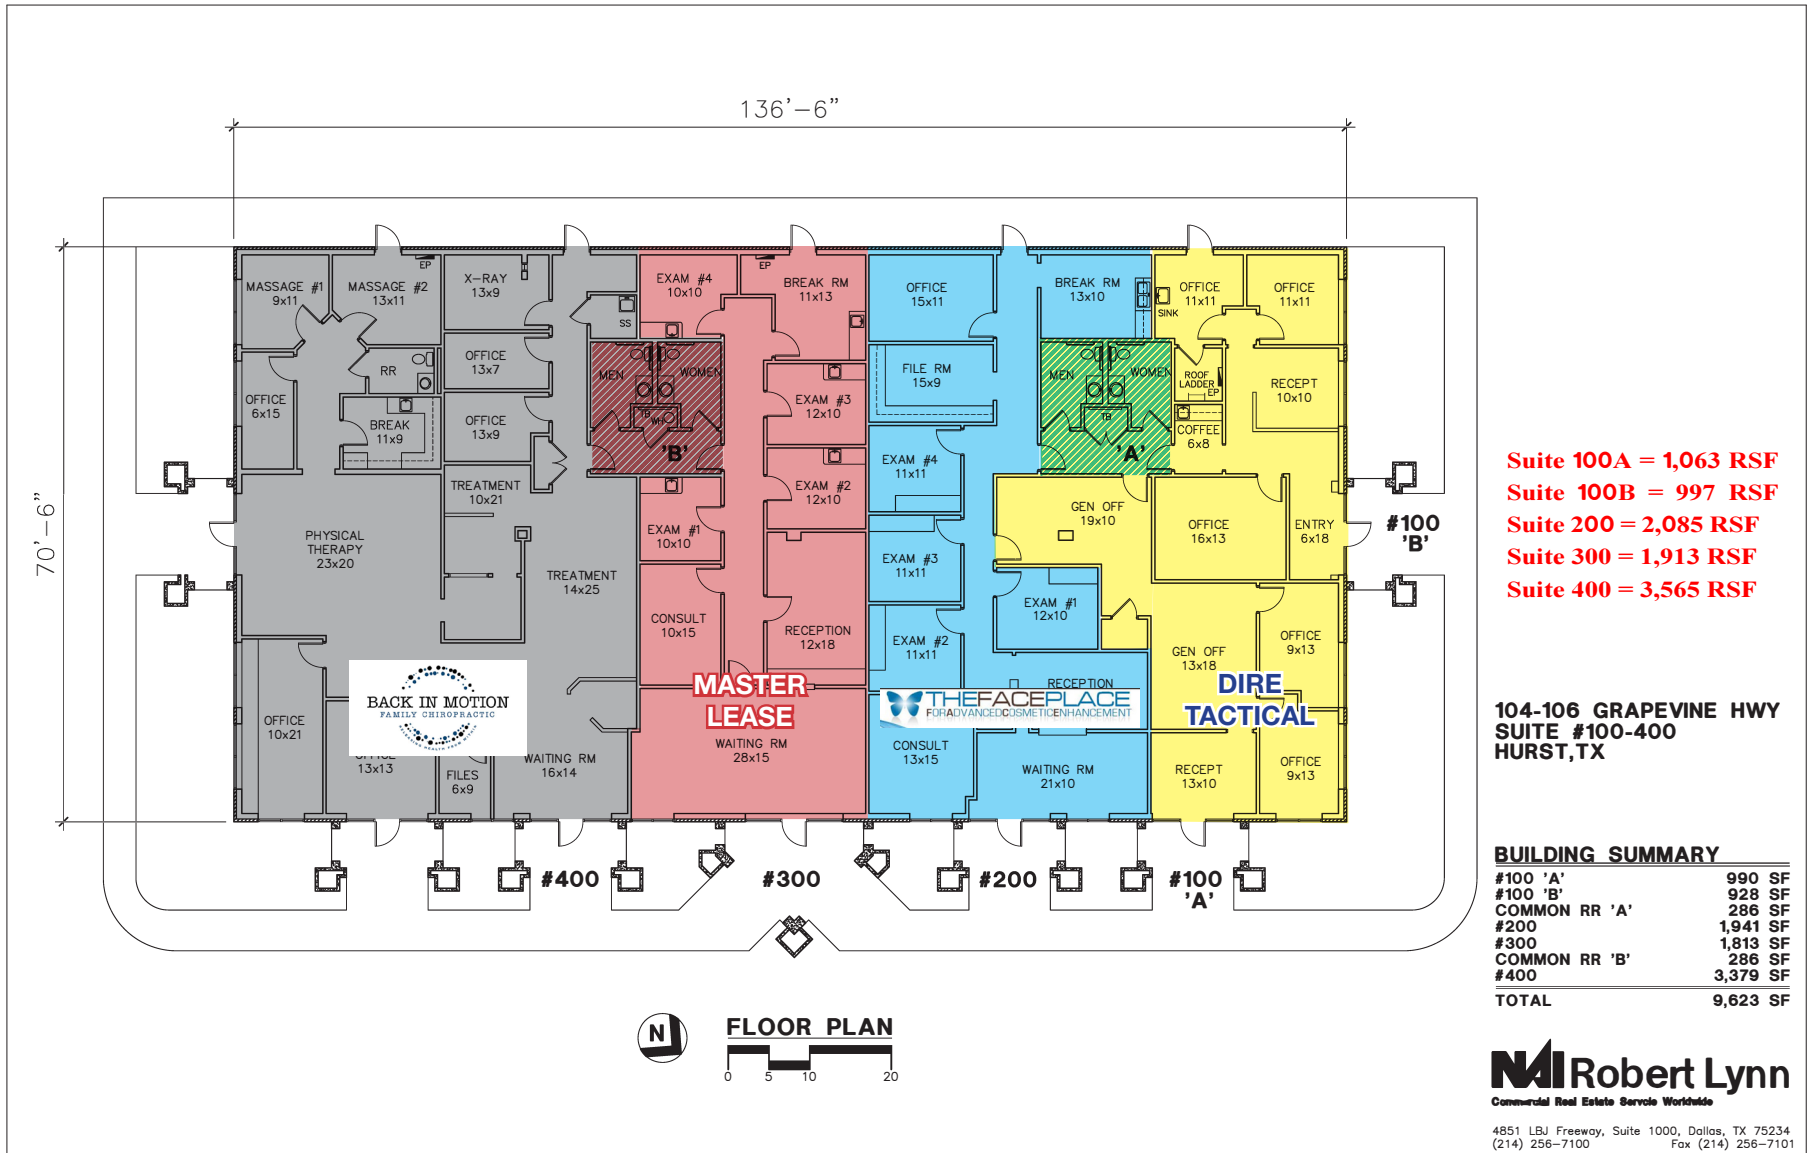 136'-6"
70'-6"
MASSAGE #1
9x11
MASSAGE #2
13x11
EP
X-RAY
13x9
SS
OFFICE
13x7
RR
OFFICE
6x15
BREAK
11x9
OFFICE
13x9
TREATMENT
10x21
PHYSICAL
THERAPY
23x20
TREATMENT
14x25
OFFICE
10x21
BACK IN MOTION
FAMILY CHIROPRACTIC
13x13
FILES
6x9
WAITING RM
16x14
EXAM #4
10x10
EP
BREAK RM
11x13
MEN
WOMEN
TB
WH
'B'
EXAM #3
12x10
EXAM #2
12x10
EXAM #1
10x10
CONSULT
10x15
RECEPTION
12x18
MASTER
LEASE
WAITING RM
28x15
OFFICE
15x11
BREAK RM
13x10
FILE RM
15x9
MEN
WOMEN
TB
'A'
EXAM #4
11x11
EXAM #3
11x11
EXAM #1
12x10
EXAM #2
11x11
RECEPTION
THEFACEPLACE
FORADVANCEDCOSMETICENHANCEMENT
CONSULT
13x15
WAITING RM
21x10
OFFICE
11x11
OFFICE
11x11
SINK
ROOF
LADDER
EP
RECEPT
10x10
COFFEE
6x8
GEN OFF
19x10
OFFICE
16x13
ENTRY
6x18
GEN OFF
13x18
OFFICE
9x13
DIRE
TACTICAL
RECEPT
13x10
OFFICE
9x13
#100
'B'
#400
#300
#200
#100
'A'
Suite 100A = 1,063 RSF
Suite 100B = 997 RSF
Suite 200 = 2,085 RSF
Suite 300 = 1,913 RSF
Suite 400 = 3,565 RSF
104-106 GRAPEVINE HWY
SUITE #100-400
HURST,TX
BUILDING SUMMARY
#100 'A' 990 SF
#100 'B' 928 SF
COMMON RR 'A' 286 SF
#200 1,941 SF
#300 1,813 SF
COMMON RR 'B' 286 SF
#400 3,379 SF
TOTAL 9,623 SF
N
FLOOR PLAN
0 5 10 20
NAI Robert Lynn
Commercial Real Estate Servcie Worldwide
4851 LBJ Freeway, Suite 1000, Dallas, TX 75234
(214) 256-7100 Fax (214) 256-7101